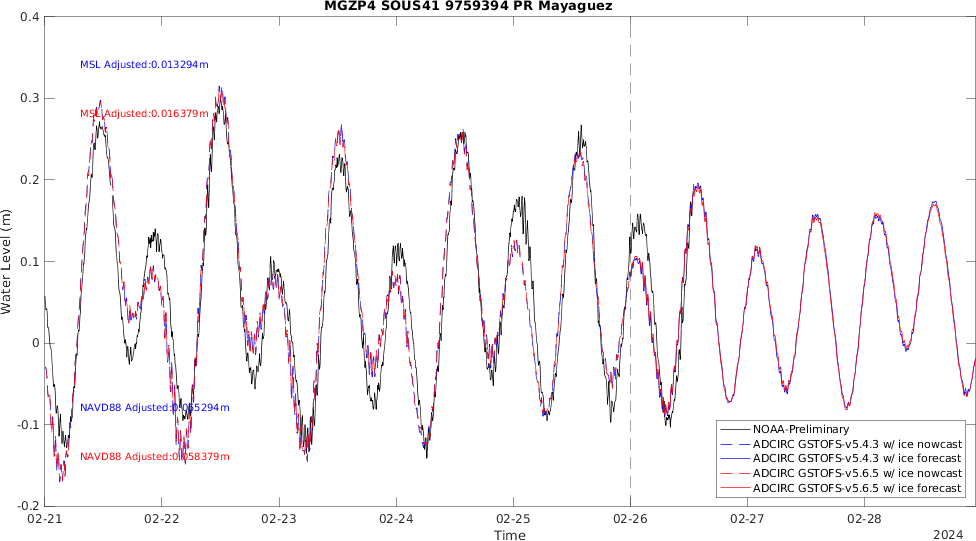 MGZP4 SOUS41 9759394 PR Mayaguez
0.4
0.3
0.2
0.1
0
-0.1
-0.2
Water Level (m)
MSL Adjusted:0.013294m
MSL Adjusted:0.016379m
NAVD88 Adjusted:0.055294m
NAVD88 Adjusted:0.058379m
NOAA-Preliminary
ADCIRC GSTOFS-v5.4.3 w/ ice nowcast
ADCIRC GSTOFS-v5.4.3 w/ ice forecast
ADCIRC GSTOFS-v5.6.5 w/ ice nowcast
ADCIRC GSTOFS-v5.6.5 w/ ice forecast
02-21 02-22 02-23 02-24 02-25 02-26 02-27 02-28
Time
2024